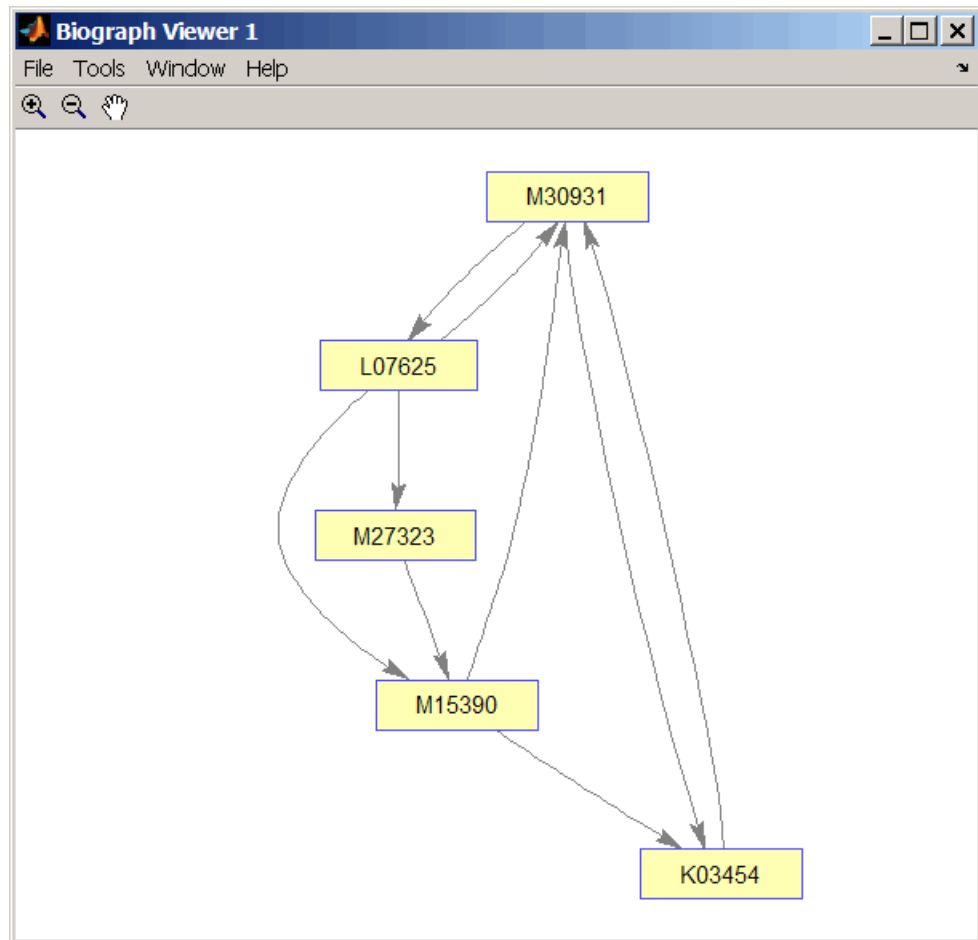 Biograph Viewer 1
File Tools Window Help
M30931
L07625
M27323
M15390
K03454